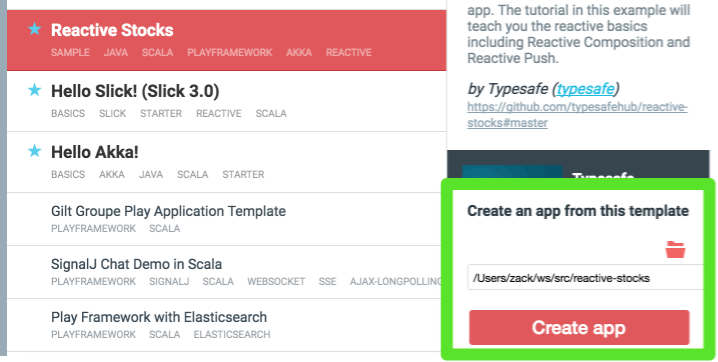 Reactive Stocks
SAMPLE JAVA SCALA PLAYFRAMEWORK AKKA REACTIVE
Hello Slick! (Slick 3.0)
BASICS SLICK STARTER REACTIVE SCALA
Hello Akka!
BASICS AKKA JAVA SCALA STARTER
Gilt Groupe Play Application Template
PLAYFRAMEWORK SCALA
SignalJ Chat Demo in Scala
PLAYFRAMEWORK SIGNALJ SCALA WEBSOCKET SSE AJAX-LONGPOLLING
Play Framework with Elasticsearch
PLAYFRAMEWORK SCALA ELASTICSEARCH
app. The tutorial in this example will
teach you the reactive basics
including Reactive Composition and
Reactive Push.
by Typesafe (typesafe)
https://github.com/typesafehub/reactive-
stocks#master
Typesafe
Create an app from this template
/Users/zack/ws/src/reactive-stocks
Create app